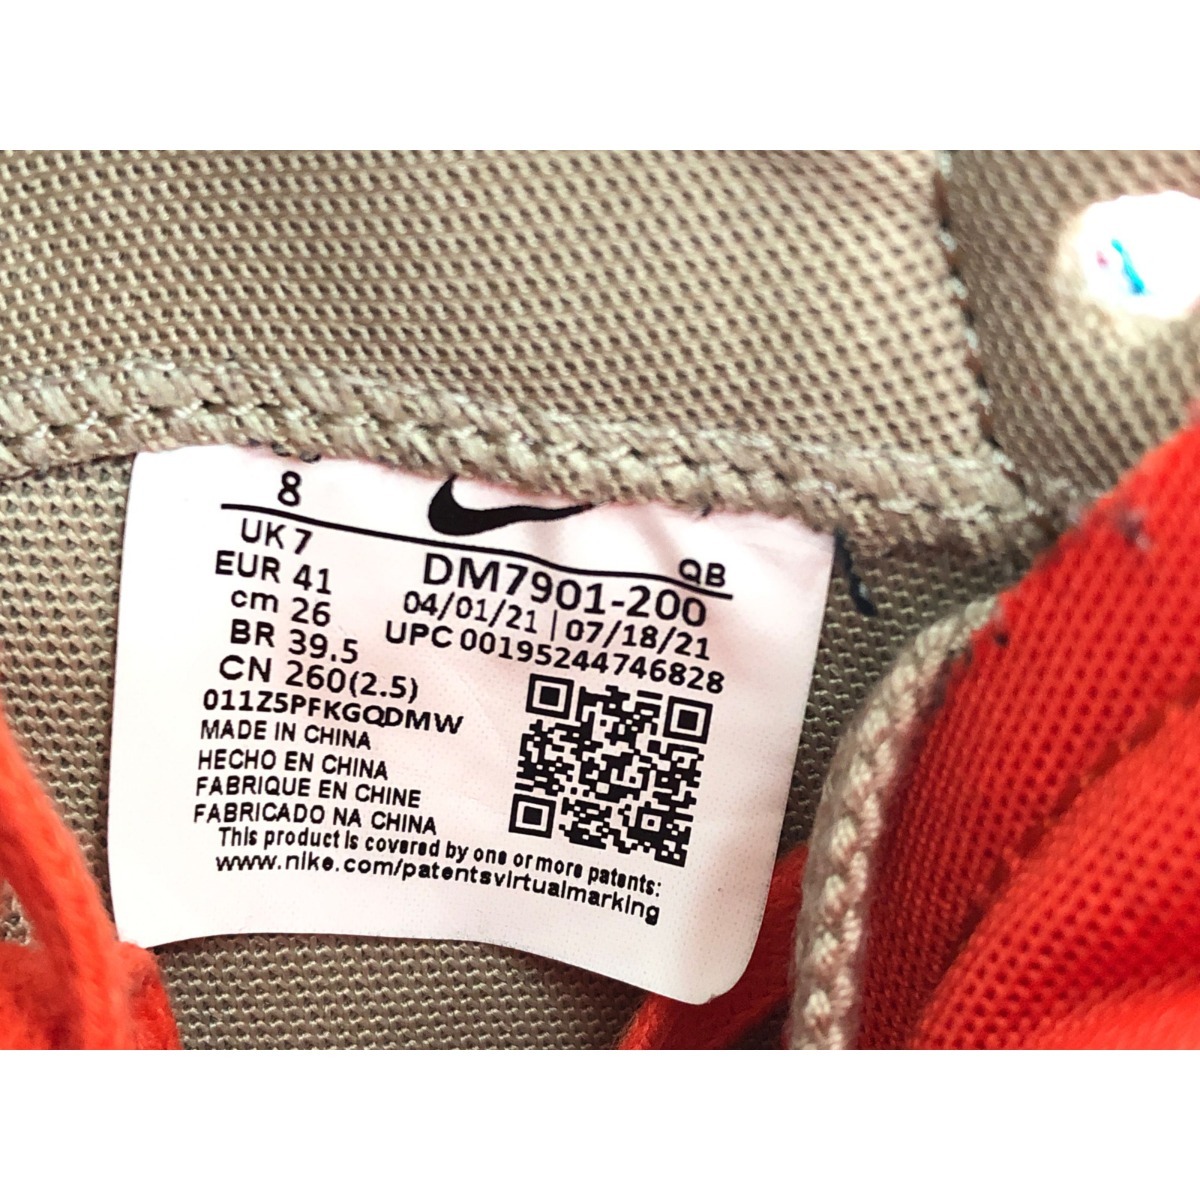 8
UK 7
EUR 41
cm 26
BR 39.5
CN 260(2.5)
011Z5PFKGQDMW
MADE IN CHINA
HECHO EN CHINA
FABRIQUE EN CHINE
FABRICADO NA CHINA
QB
DM7901-200
04/01/21 | 07/18/21
UPC 00195244746828
This product is covered by one or more patents:
www.nike.com/patentsvirtualmarking